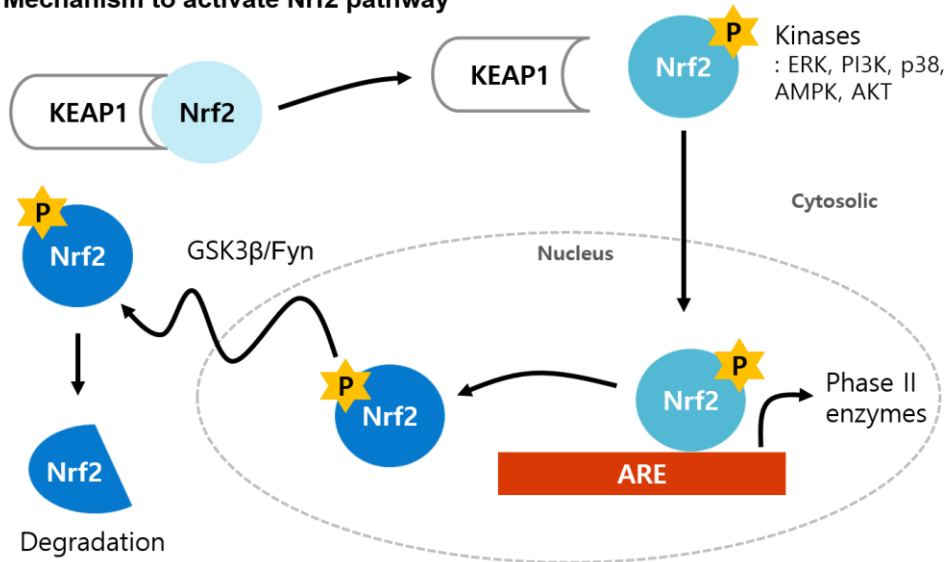 Mechanism to activate Nrf2 pathway
KEAP1
Nrf2
KEAP1
Nrf2
P
Kinases
: ERK, PI3K, p38,
AMPK, AKT
Cytosolic
Nucleus
P
Nrf2
GSK3β/Fyn
P
Nrf2
P
Nrf2
Phase II
enzymes
ARE
Nrf2
Degradation